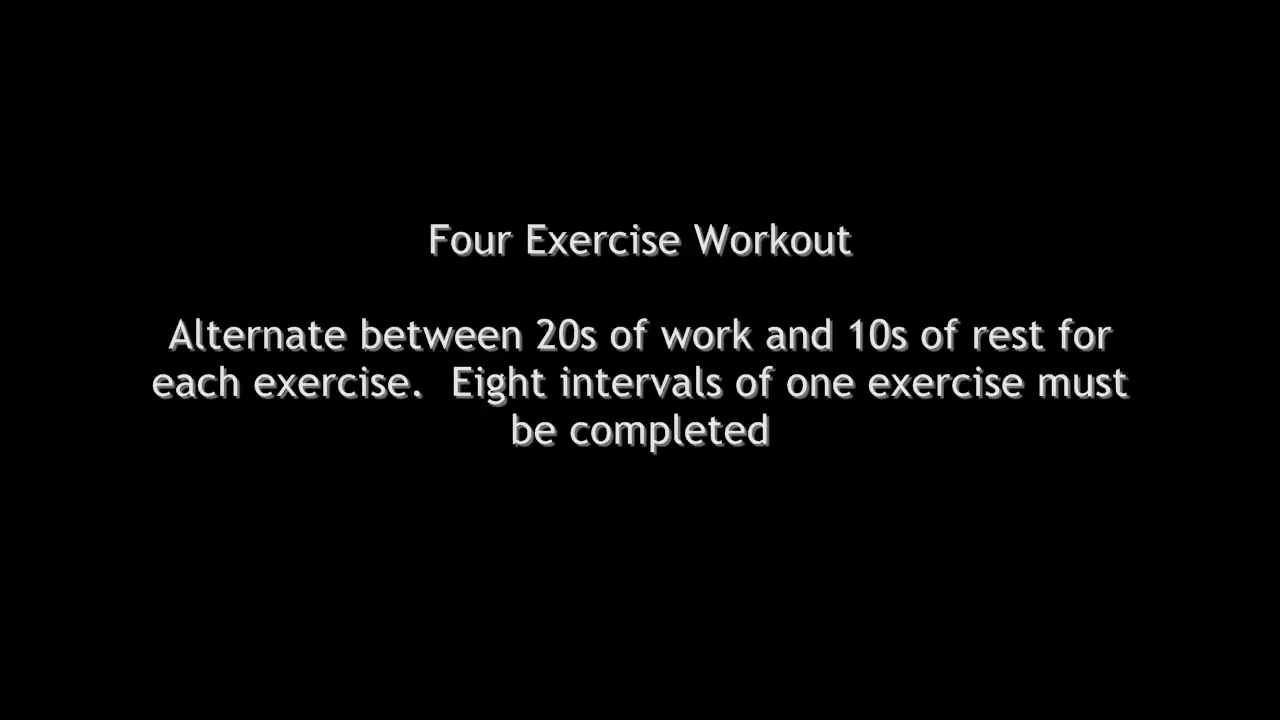 Four Exercise Workout
Alternate between 20s of work and 10s of rest for
each exercise.  Eight intervals of one exercise must
be completed